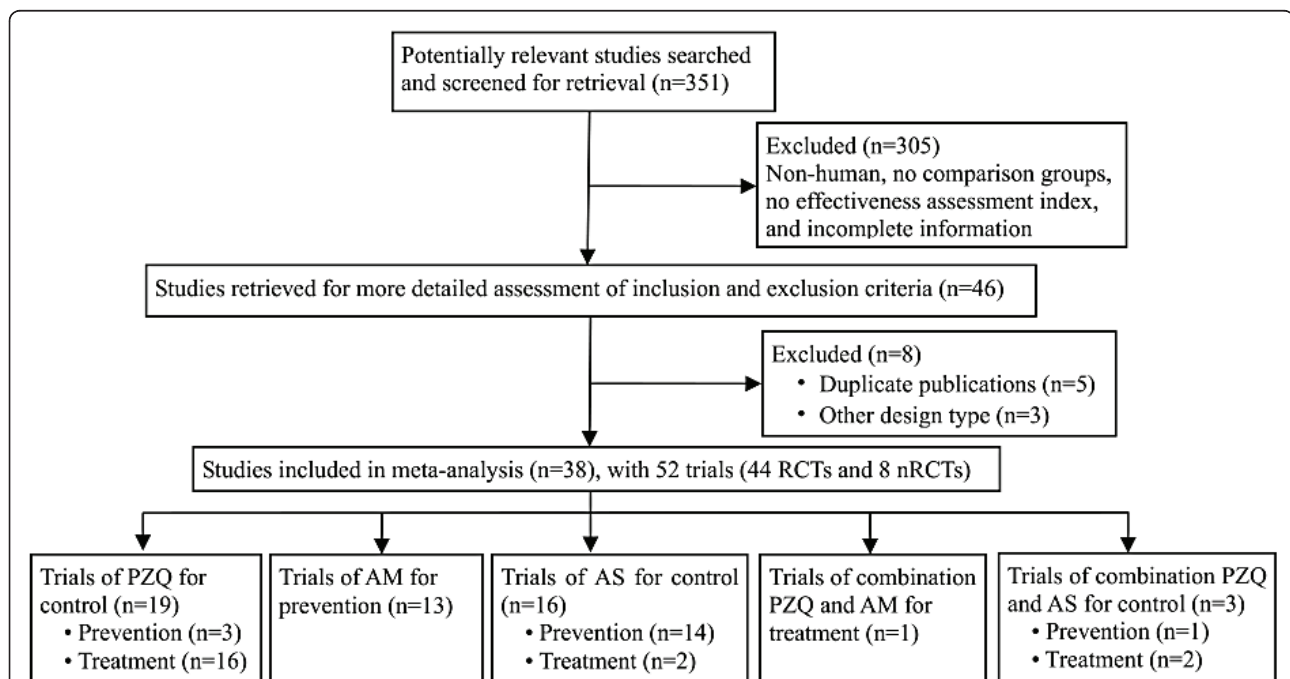 Potentially relevant studies searched
and screened for retrieval (n=351)
Excluded (n=305)
Non-human, no comparison groups,
no effectiveness assessment index,
and incomplete information
Studies retrieved for more detailed assessment of inclusion and exclusion criteria (n=46)
Excluded (n=8)
• Duplicate publications (n=5)
• Other design type (n=3)
Studies included in meta-analysis (n=38), with 52 trials (44 RCTs and 8 nRCTs)
Trials of PZQ for
control (n=19)
• Prevention (n=3)
• Treatment (n=16)
Trials of AM for
prevention (n=13)
Trials of AS for control
(n=16)
• Prevention (n=14)
• Treatment (n=2)
Trials of combination
PZQ and AM for
treatment (n=1)
Trials of combination PZQ
and AS for control (n=3)
• Prevention (n=1)
• Treatment (n=2)